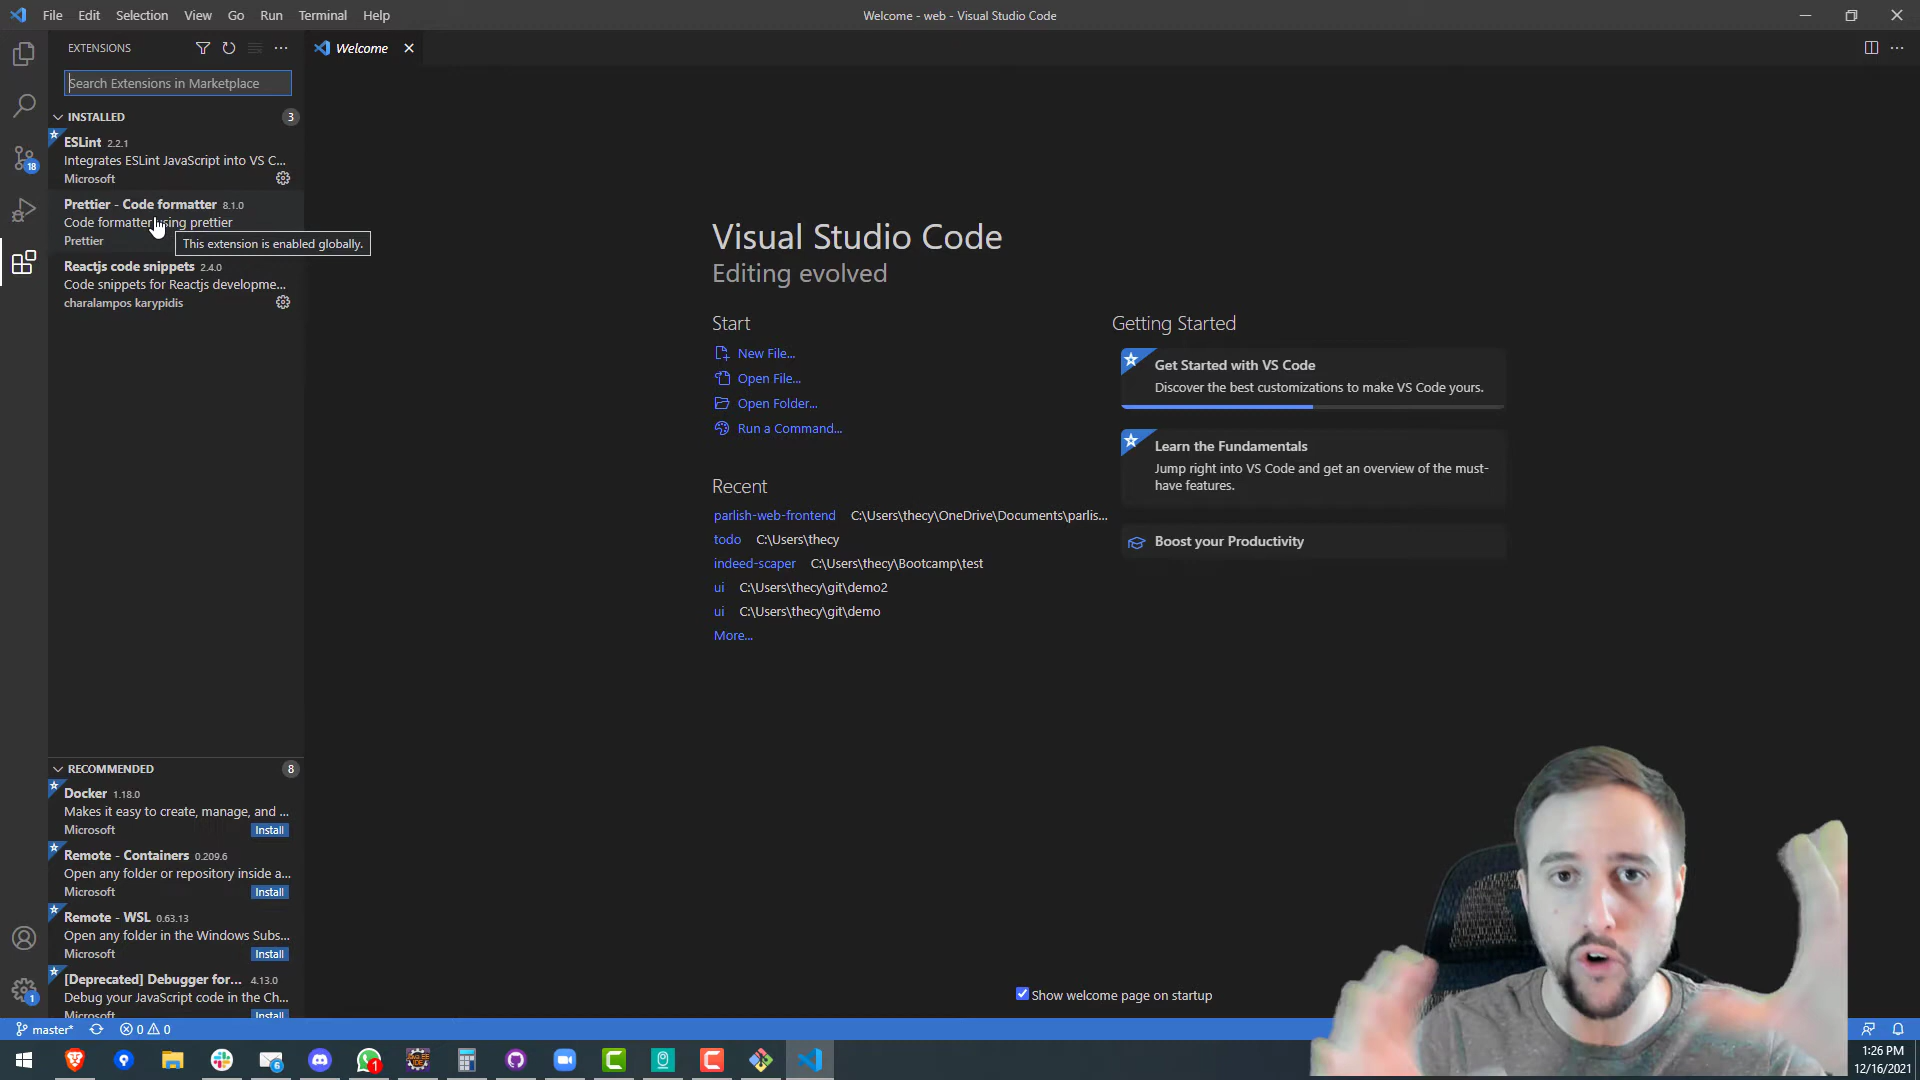 File Edit Selection View Go Run Terminal Help
Welcome - web - Visual Studio Code
EXTENSIONS
Search Extensions in Marketplace
INSTALLED 3
ESLint 2.2.1
Integrates ESLint JavaScript into VS C...
Microsoft
Prettier - Code formatter 8.1.0
Code formatter using prettier
Prettier
This extension is enabled globally.
Reactjs code snippets 2.4.0
Code snippets for Reactjs developme...
charalampos karypidis
RECOMMENDED 8
Docker 1.18.0
Makes it easy to create, manage, and ...
Microsoft Install
Remote - Containers 0.209.6
Open any folder or repository inside a...
Microsoft Install
Remote - WSL 0.63.13
Open any folder in the Windows Subs...
Microsoft Install
[Deprecated] Debugger for... 4.13.0
Debug your JavaScript code in the Ch...
Microsoft Install
18
1
Welcome
Visual Studio Code
Editing evolved
Start
New File...
Open File...
Open Folder...
Run a Command...
Recent
parlish-web-frontend C:\Users\thecy\OneDrive\Documents\parlis...
todo C:\Users\thecy
indeed-scaper C:\Users\thecy\Bootcamp\test
ui C:\Users\thecy\git\demo2
ui C:\Users\thecy\git\demo
More...
Getting Started
Get Started with VS Code
Discover the best customizations to make VS Code yours.
Learn the Fundamentals
Jump right into VS Code and get an overview of the must-
have features.
Boost your Productivity
Show welcome page on startup
master* 0 0
6
1
1:26 PM
12/16/2021